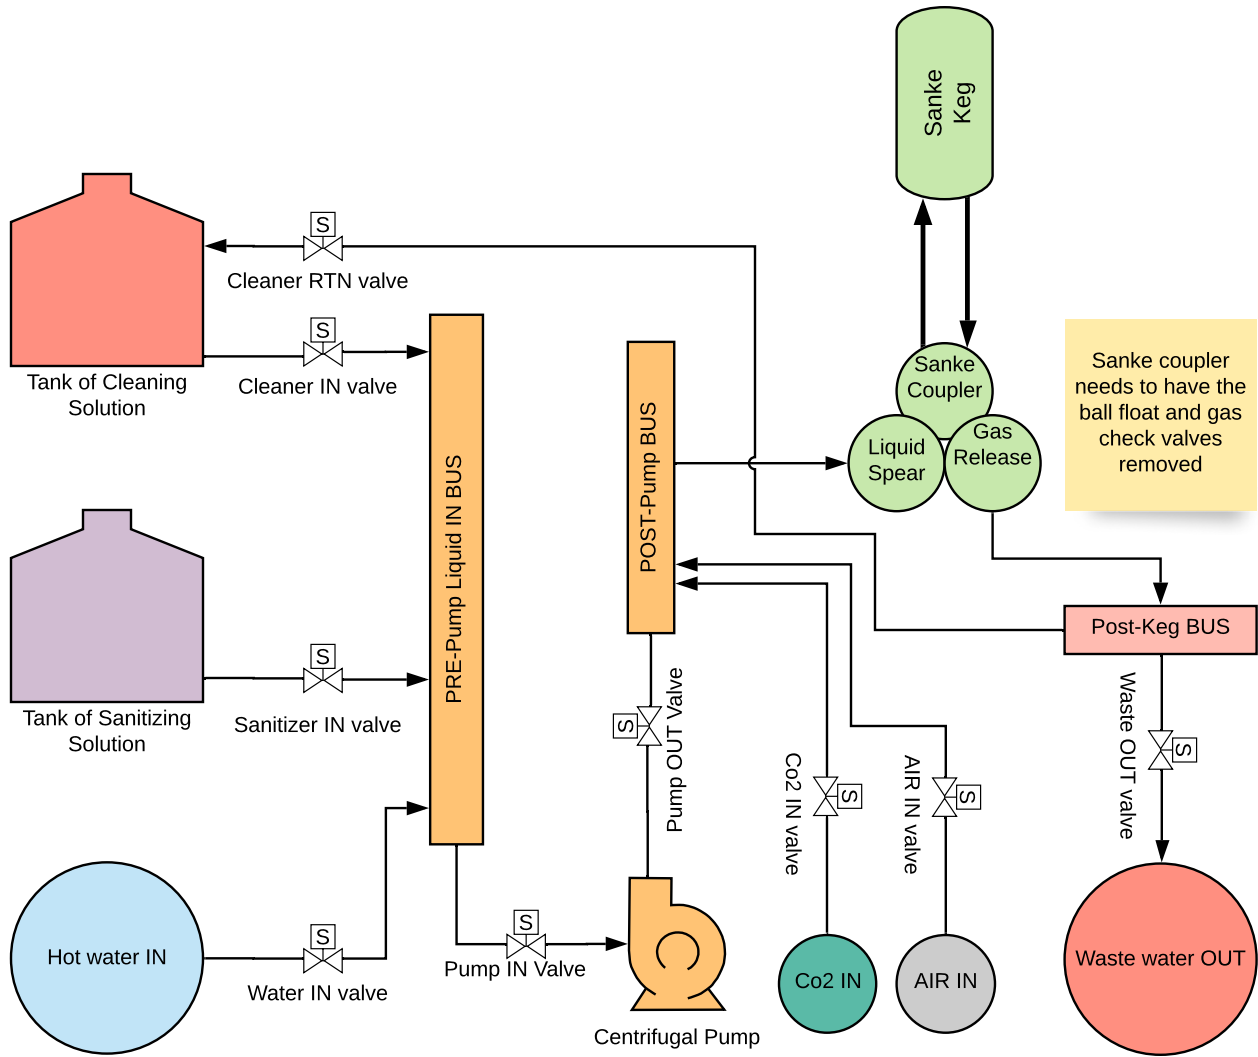 Sanke
Keg
S
Cleaner RTN valve
S
Cleaner IN valve
Tank of Cleaning
Solution
PRE-Pump Liquid IN BUS
POST-Pump BUS
Sanke
Coupler
Liquid
Spear
Gas
Release
Sanke coupler
needs to have the
ball float and gas
check valves
removed
S
Sanitizer IN valve
Tank of Sanitizing
Solution
S
Pump OUT Valve
Post-Keg BUS
Waste OUT valve
S
Co2 IN valve
S
AIR IN valve
S
Hot water IN
S
Water IN valve
S
Pump IN Valve
Centrifugal Pump
Co2 IN
AIR IN
Waste water OUT